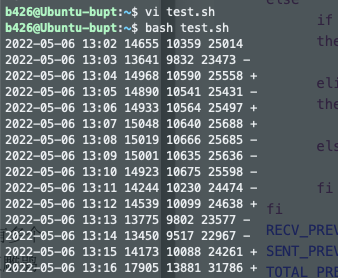 b426@Ubuntu-bupt:~$ vi test.sh
b426@Ubuntu-bupt:~$ bash test.sh
2022-05-06 13:02 14655 10359 25014
2022-05-06 13:03 13641 9832 23473 -
2022-05-06 13:04 14968 10590 25558 +
2022-05-06 13:05 14890 10541 25431 -
2022-05-06 13:06 14933 10564 25497 +
2022-05-06 13:07 15048 10640 25688 +
2022-05-06 13:08 15019 10666 25685 -
2022-05-06 13:09 15001 10635 25636 -
2022-05-06 13:10 14923 10675 25598 -
2022-05-06 13:11 14244 10230 24474 -
2022-05-06 13:12 14539 10099 24638 +
2022-05-06 13:13 13775 9802 23577 -
2022-05-06 13:14 13450 9517 22967 -
2022-05-06 13:15 14173 10088 24261 +
2022-05-06 13:16 17905 13881 31786 +
if
the
eli
the
els
fi
fi
RECV_PREV
SENT_PREV
TOTAL_PRE